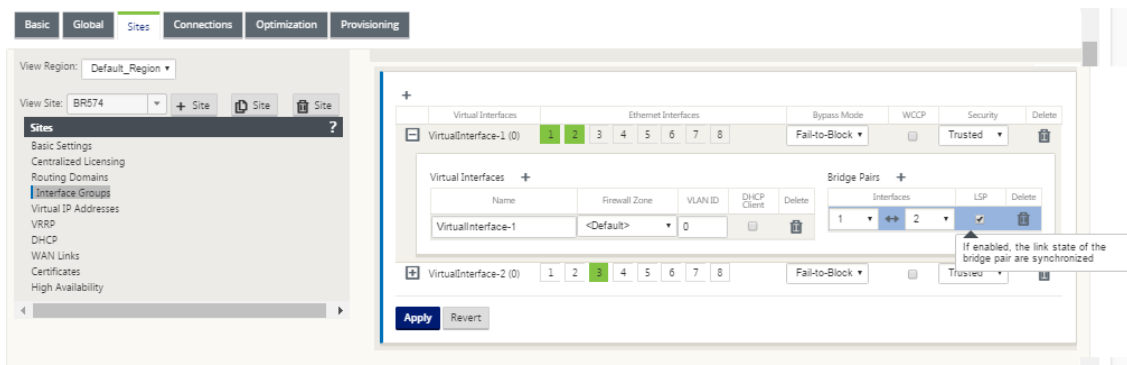 Basic Global Sites Connections Optimization Provisioning
View Region: Default_Region
View Site: BR574 + Site Site Site
Sites ?
Basic Settings
Centralized Licensing
Routing Domains
Interface Groups
Virtual IP Addresses
VRRP
DHCP
WAN Links
Certificates
High Availability
+
Virtual Interfaces Ethernet Interfaces Bypass Mode WCCP Security Delete
VirtualInterface-1 (0) 1 2 3 4 5 6 7 8 Fail-to-Block Trusted
Virtual Interfaces + Bridge Pairs +
Name Firewall Zone VLAN ID DHCP Client Delete Interfaces LSP Delete
VirtualInterface-1 <Default> 0 1 2
If enabled, the link state of the
bridge pair are synchronized
VirtualInterface-2 (0) 1 2 3 4 5 6 7 8 Fail-to-Block Trusted
Apply Revert